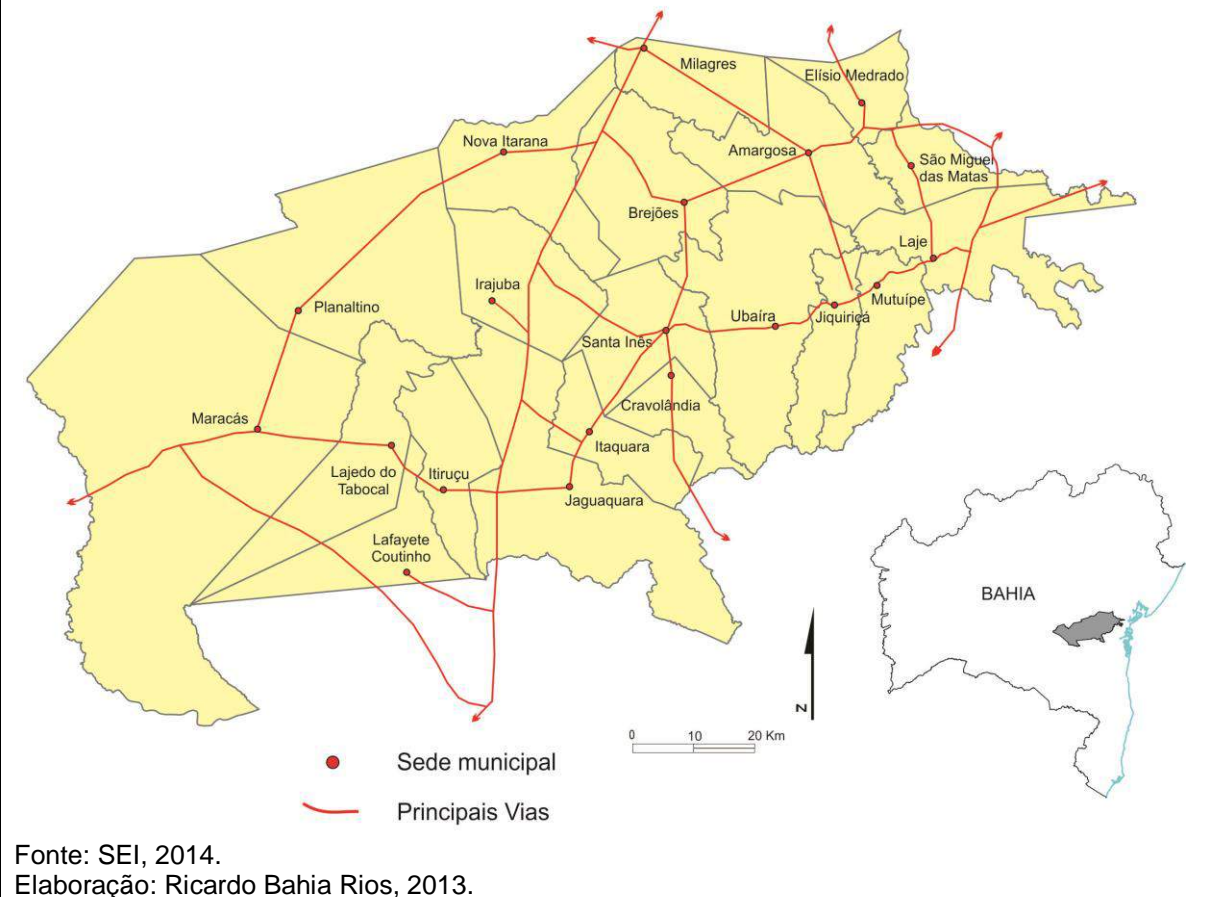 Milagres
Elísio Medrado
Nova Itarana
Amargosa
São Miguel
das Matas
Brejões
Laje
Irajuba
Planaltino
Mutuípe
Ubaíra
Jiquiriçá
Santa Inês
Cravolândia
Maracás
Itaquara
Lajedo do
Tabocal
Itiruçu
Jaguaquara
Lafayete
Coutinho
BAHIA
N
0 10 20 Km
Sede municipal
Principais Vias
Fonte: SEI, 2014.
Elaboração: Ricardo Bahia Rios, 2013.